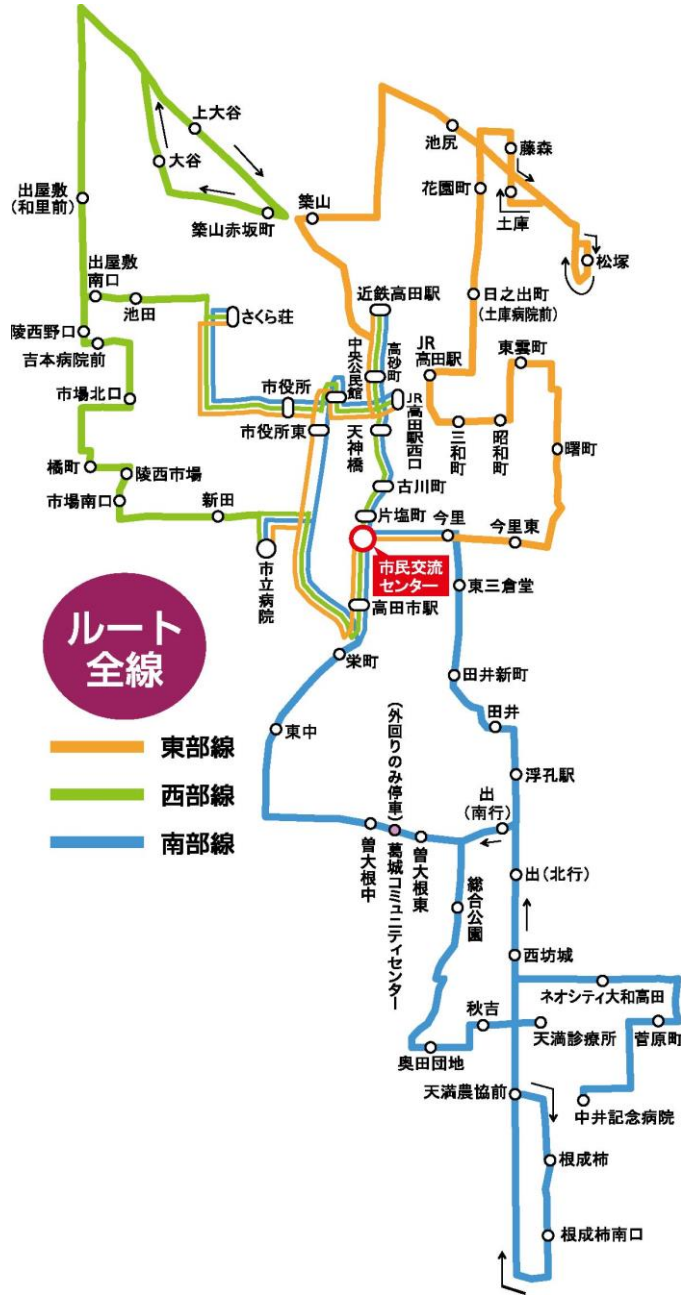 上大谷
大谷
築山赤坂町
出屋敷
(和里前)
出屋敷
南口
池田
さくら荘
陵西野口
吉本病院前
市場北口
橘町
陵西市場
市場南口
新田
市立病院
市役所
市役所東
築山
池尻
藤森
花園町
土庫
松塚
日之出町
(土庫病院前)
近鉄高田駅
中央公民館
高砂町
JR
高田駅
JR
高田駅西口
東雲町
三和町
昭和町
曙町
天神橋
古川町
片塩町
今里
今里東
市民交流
センター
東三倉堂
高田市駅
栄町
ルート
全線
東部線
西部線
南部線
東中
田井新町
田井
浮孔駅
出
(南行)
(外回りのみ停車)
葛城コミュニティセンター
曽大根中
曽大根東
総合公園
出(北行)
西坊城
ネオシティ大和高田
秋吉
天満診療所
菅原町
奥田団地
天満農協前
中井記念病院
根成柿
根成柿南口